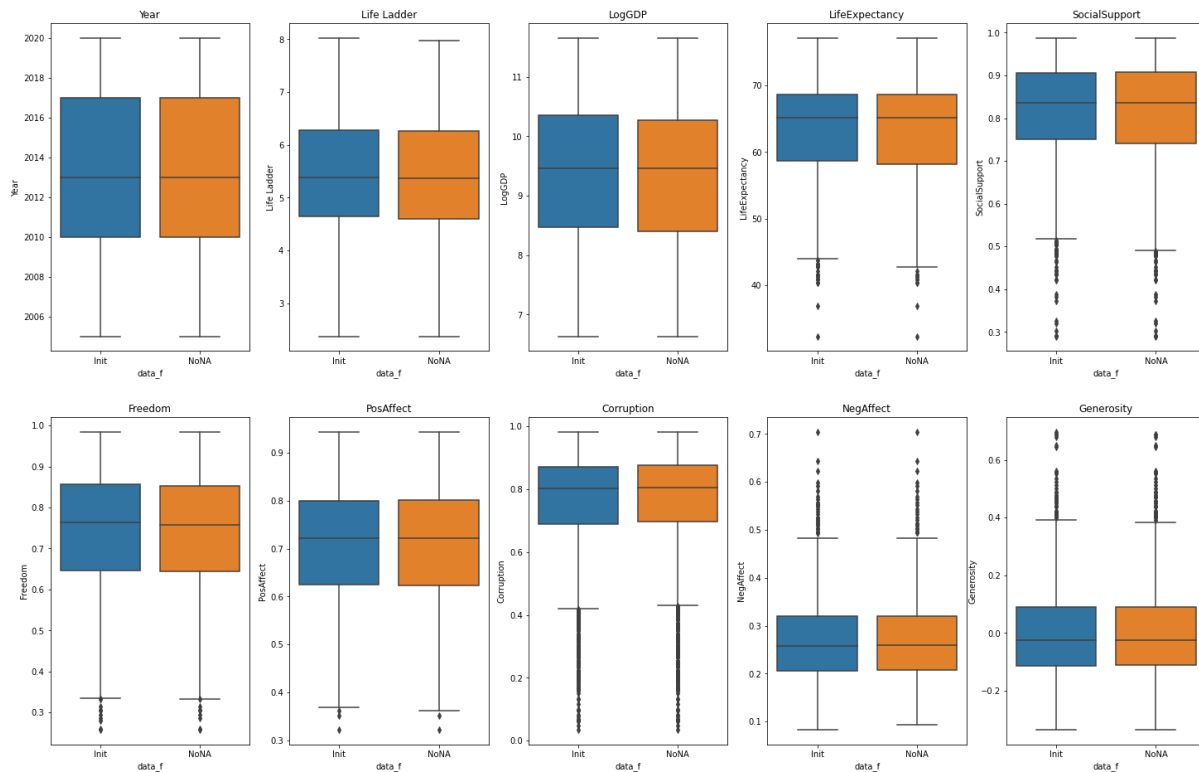 Year
Year
2020
2018
2016
2014
2012
2010
2008
2006
Init
NoNA
data_f
Life Ladder
Life Ladder
8
7
6
5
4
3
Init
NoNA
data_f
LogGDP
LogGDP
11
10
9
8
7
Init
NoNA
data_f
LifeExpectancy
LifeExpectancy
70
60
50
40
Init
NoNA
data_f
SocialSupport
SocialSupport
1.0
0.9
0.8
0.7
0.6
0.5
0.4
0.3
Init
NoNA
data_f
Freedom
Freedom
1.0
0.9
0.8
0.7
0.6
0.5
0.4
0.3
Init
NoNA
data_f
PosAffect
PosAffect
0.9
0.8
0.7
0.6
0.5
0.4
0.3
Init
NoNA
data_f
Corruption
Corruption
1.0
0.8
0.6
0.4
0.2
0.0
Init
NoNA
data_f
NegAffect
NegAffect
0.7
0.6
0.5
0.4
0.3
0.2
0.1
Init
NoNA
data_f
Generosity
Generosity
0.6
0.4
0.2
0.0
−0.2
Init
NoNA
data_f